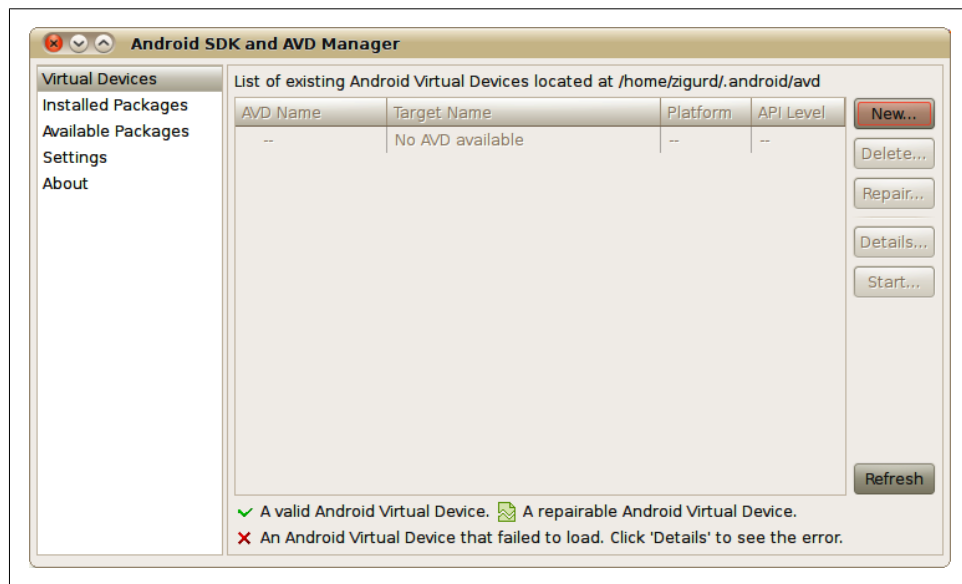 Android SDK and AVD Manager
Virtual Devices
Installed Packages
Available Packages
Settings
About
List of existing Android Virtual Devices located at /home/zigurd/.android/avd
AVD Name Target Name Platform API Level
-- No AVD available -- --
New...
Delete...
Repair...
Details...
Start...
Refresh
A valid Android Virtual Device. A repairable Android Virtual Device.
An Android Virtual Device that failed to load. Click 'Details' to see the error.